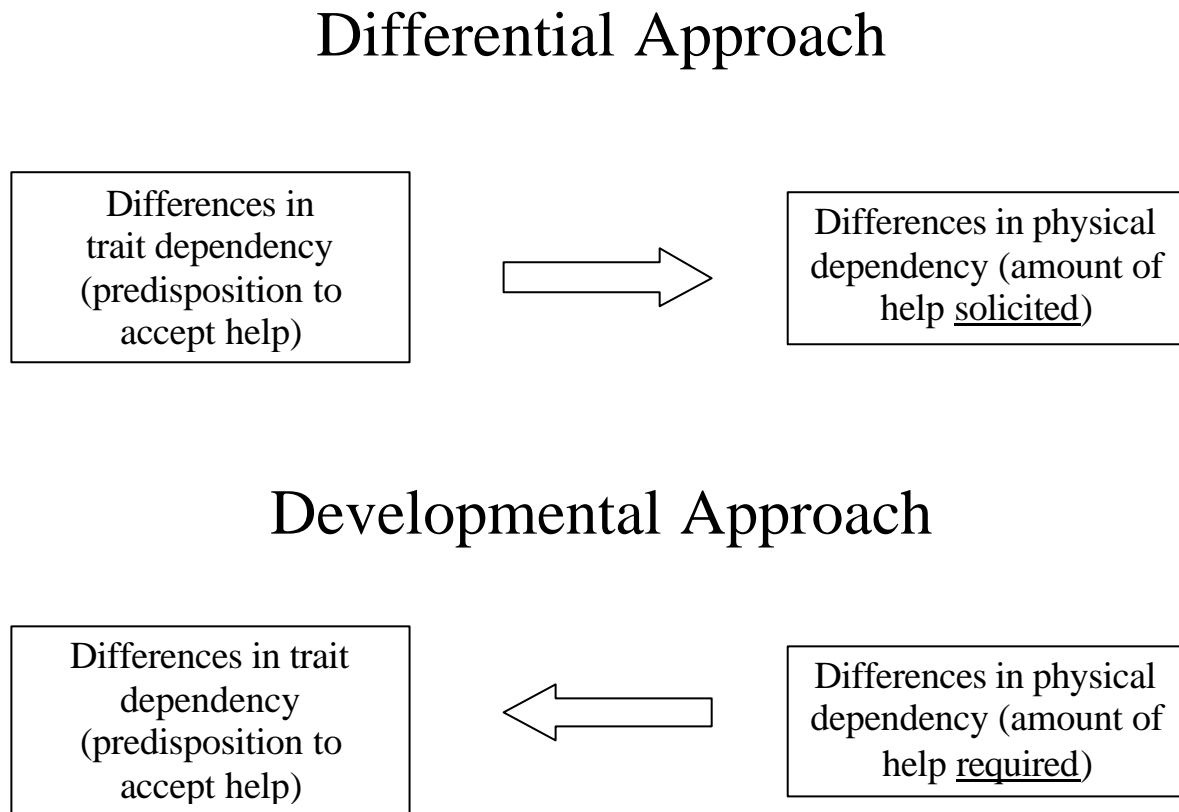 Differential Approach
Differences in
trait dependency
(predisposition to
accept help)
Differences in physical
dependency (amount of
help solicited)
Developmental Approach
Differences in trait
dependency
(predisposition to
accept help)
Differences in physical
dependency (amount of
help required)